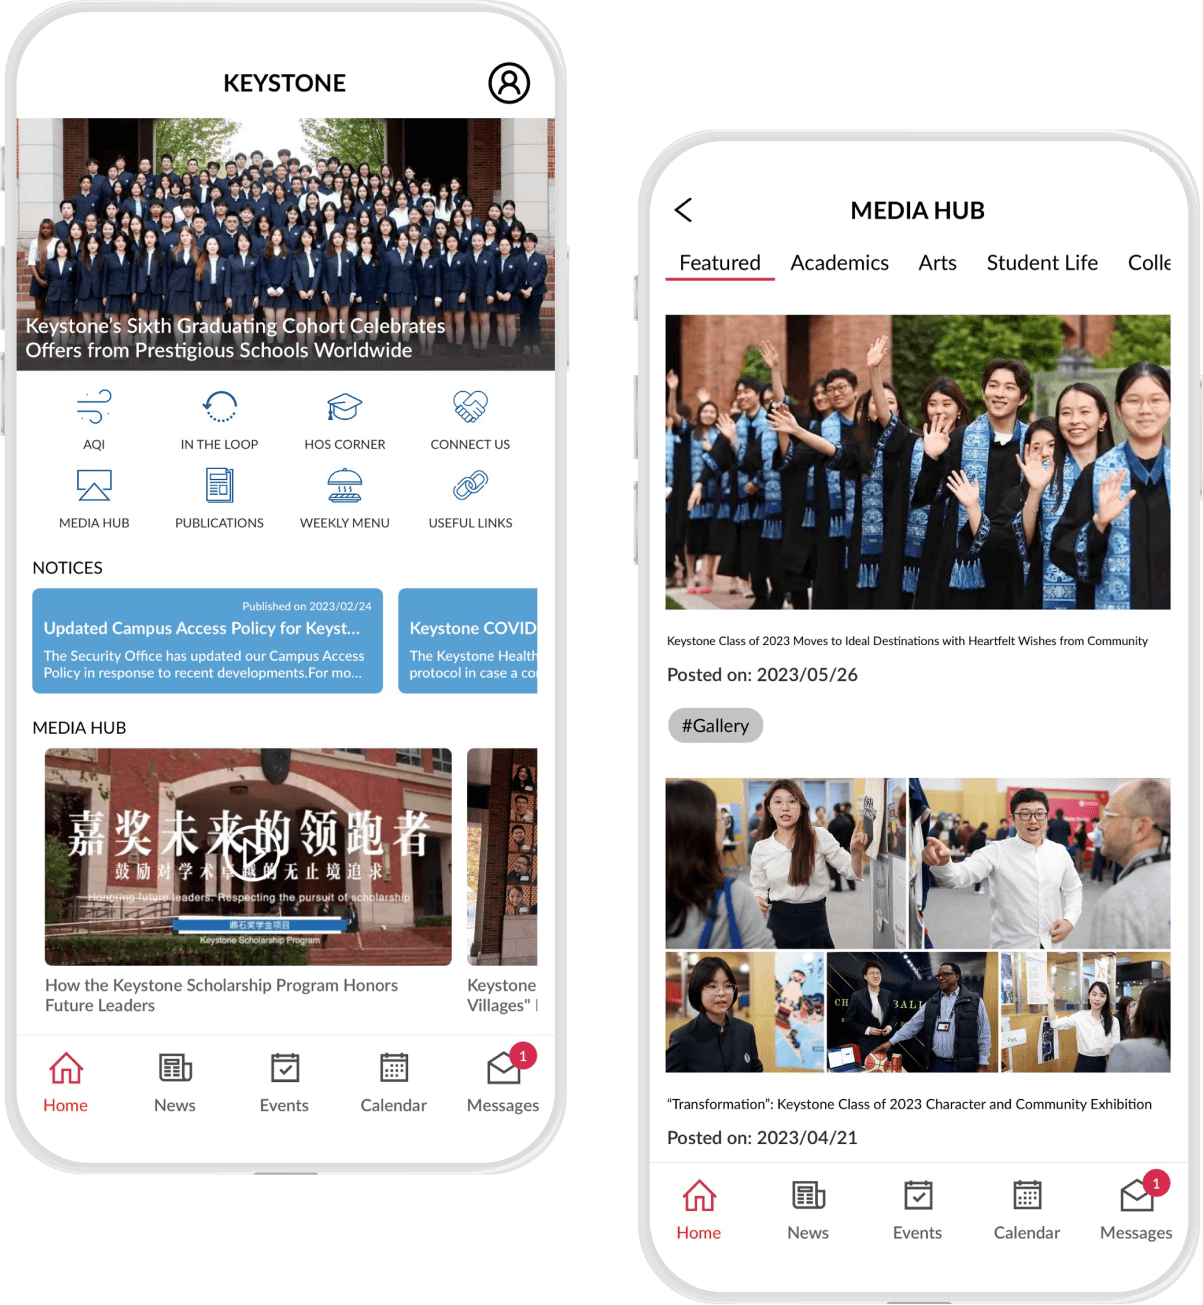 KEYSTONE
Keystone's Sixth Graduating Cohort Celebrates
Offers from Prestigious Schools Worldwide
AQI
IN THE LOOP
HOS CORNER
CONNECT US
MEDIA HUB
PUBLICATIONS
WEEKLY MENU
USEFUL LINKS
NOTICES
Published on 2023/02/24
Updated Campus Access Policy for Keyst...
The Security Office has updated our Campus Access
Policy in response to recent developments.For mo...
Keystone COVID
The Keystone Health
protocol in case a co
MEDIA HUB
嘉奖未来的领跑者
鼓励对学术卓越的无止境追求
Honoring future leaders. Respecting the pursuit of scholarship
鼎石奖学金项目
Keystone Scholarship Program
How the Keystone Scholarship Program Honors
Future Leaders
Keystone
Villages"
Home
News
Events
Calendar
Messages
1
MEDIA HUB
Featured
Academics
Arts
Student Life
Colle
Keystone Class of 2023 Moves to Ideal Destinations with Heartfelt Wishes from Community
Posted on: 2023/05/26
#Gallery
“Transformation”: Keystone Class of 2023 Character and Community Exhibition
Posted on: 2023/04/21
Home
News
Events
Calendar
Messages
1